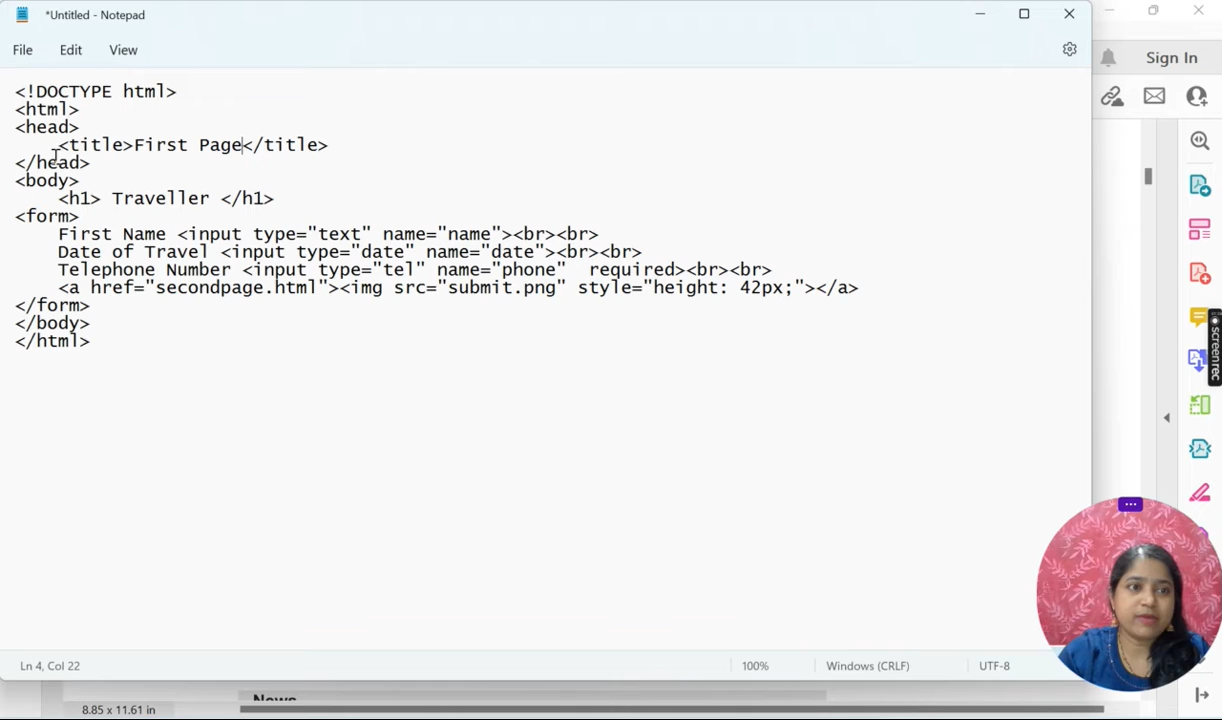 *Untitled - Notepad
File Edit View
Sign In
<!DOCTYPE html>
<html>
<head>
<title>First Page</title>
</head>
<body>
<h1> Traveller </h1>
<form>
First Name <input type="text" name="name"><br><br>
Date of Travel <input type="date" name="date"><br><br>
Telephone Number <input type="tel" name="phone"  required><br><br>
<a href="secondpage.html"><img src="submit.png" style="height: 42px;"></a>
</form>
</body>
</html>
screenrec
Ln 4, Col 22
100%
Windows (CRLF)
UTF-8
News
8.85 x 11.61 in